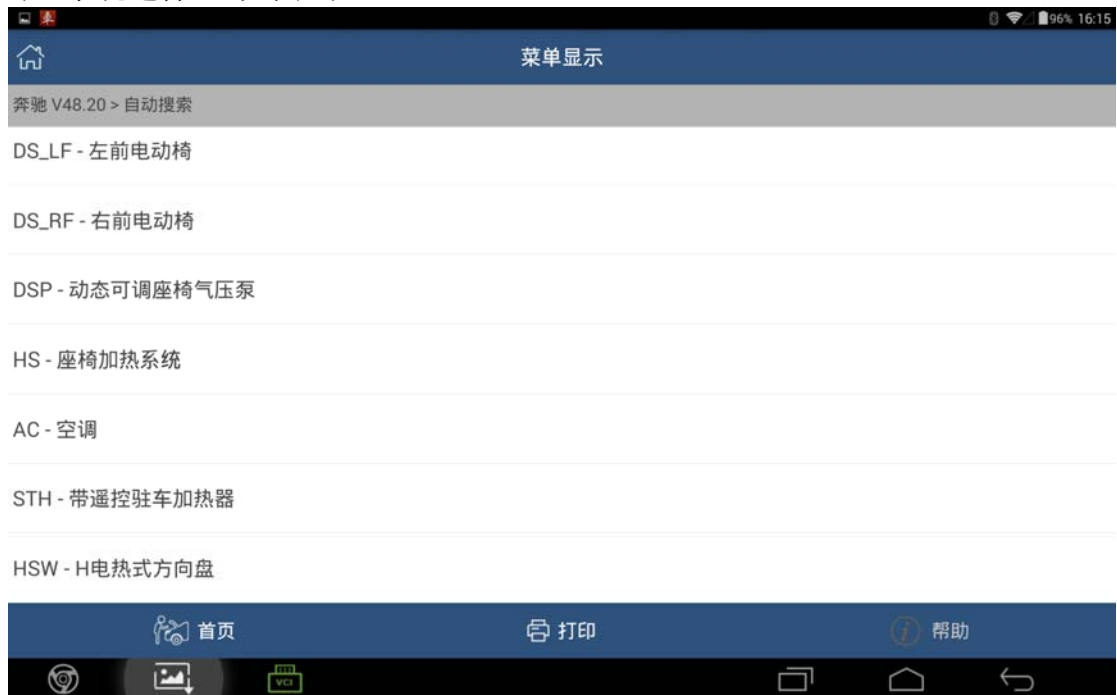 96% 16:15
菜单显示
奔驰 V48.20 > 自动搜索
DS_LF - 左前电动椅
DS_RF - 右前电动椅
DSP - 动态可调座椅气压泵
HS - 座椅加热系统
AC - 空调
STH - 带遥控驻车加热器
HSW - H电热式方向盘
首页 打印 i 帮助
VCI